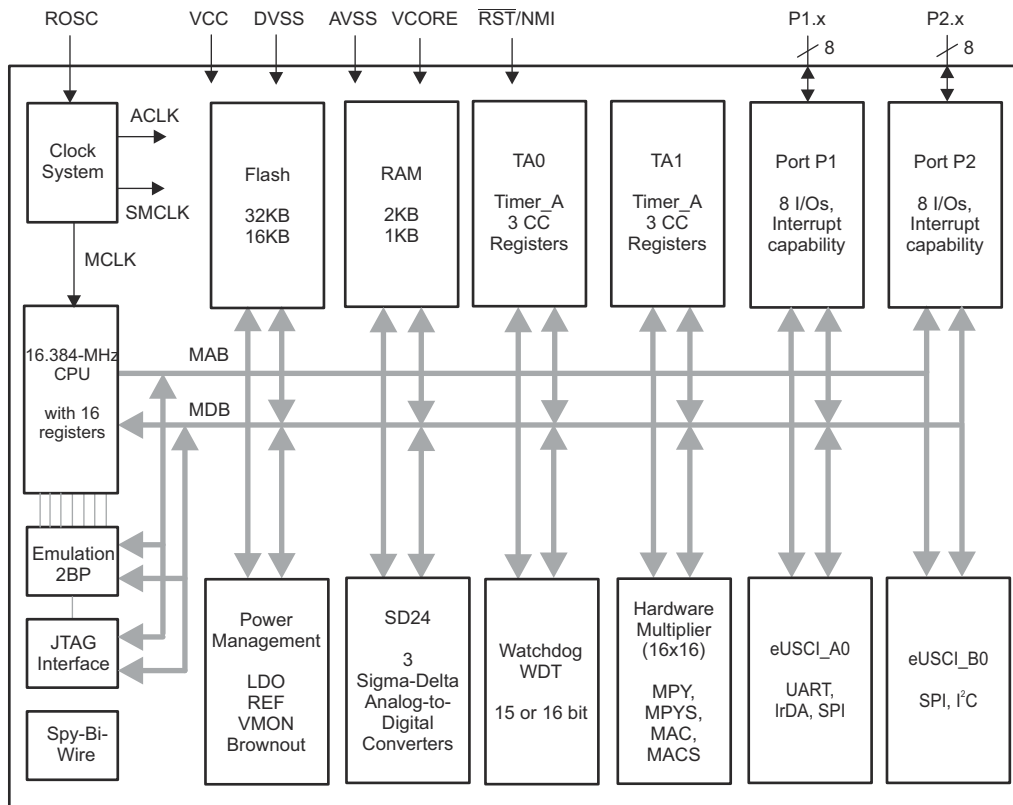 ROSC
VCC
DVSS
AVSS
VCORE
RST/NMI
P1.x
P2.x
8
8
Clock
System
ACLK
SMCLK
MCLK
Flash
32KB
16KB
RAM
2KB
1KB
TA0
Timer_A
3 CC
Registers
TA1
Timer_A
3 CC
Registers
Port P1
8 I/Os,
Interrupt
capability
Port P2
8 I/Os,
Interrupt
capability
16.384-MHz
CPU
with 16
registers
MAB
MDB
Emulation
2BP
JTAG
Interface
Spy-Bi-
Wire
Power
Management
LDO
REF
VMON
Brownout
SD24
3
Sigma-Delta
Analog-to-
Digital
Converters
Watchdog
WDT
15 or 16 bit
Hardware
Multiplier
(16x16)
MPY,
MPYS,
MAC,
MACS
eUSCI_A0
UART,
IrDA, SPI
eUSCI_B0
SPI, I²C